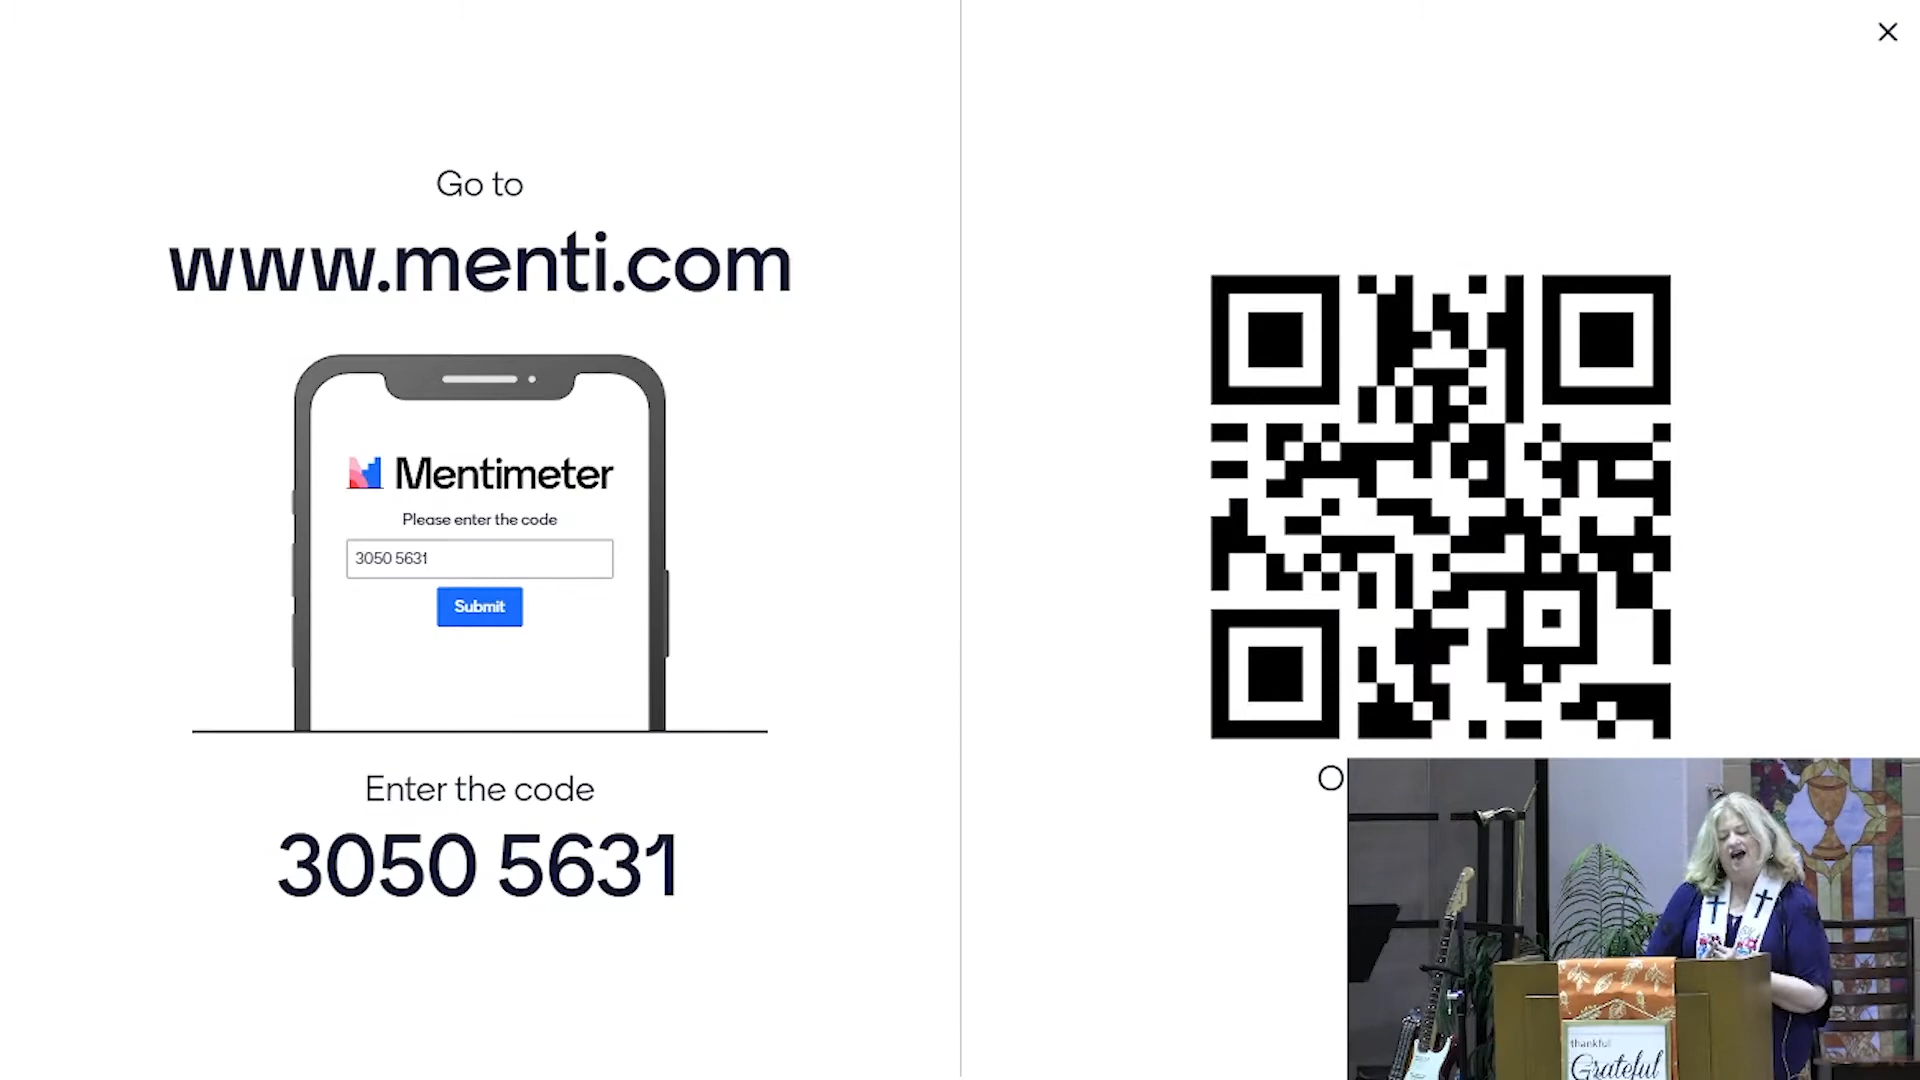 Go to
www.menti.com
Mentimeter
Please enter the code
3050 5631
Submit
Enter the code
3050 5631
thankful
Grateful